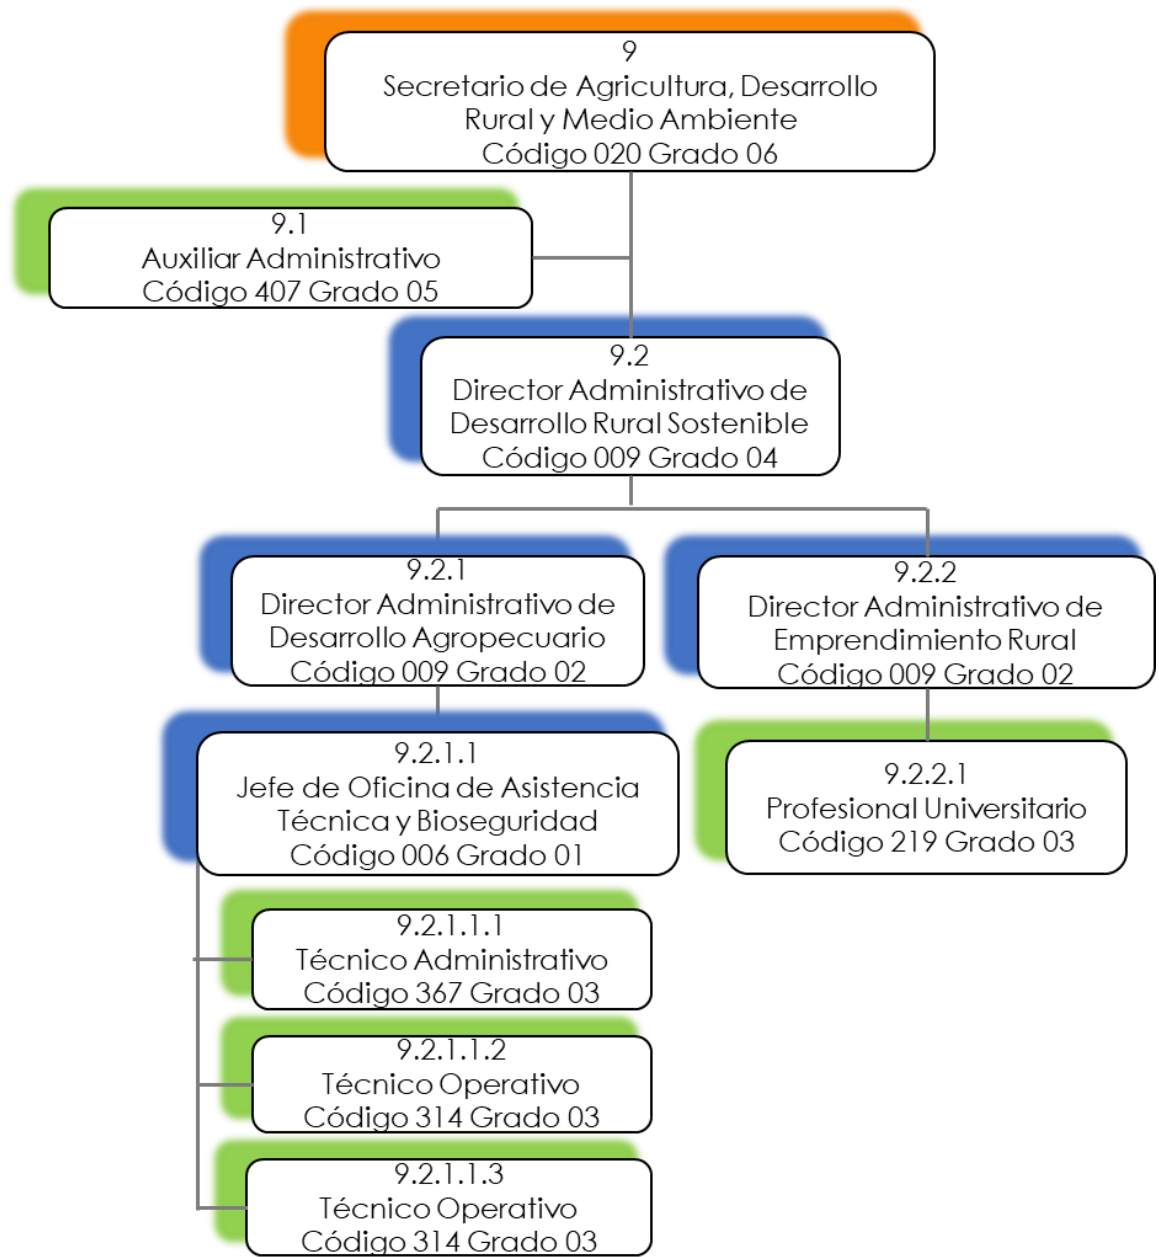 9
Secretario de Agricultura, Desarrollo
Rural y Medio Ambiente
Código 020 Grado 06
9.1
Auxiliar Administrativo
Código 407 Grado 05
9.2
Director Administrativo de
Desarrollo Rural Sostenible
Código 009 Grado 04
9.2.1
Director Administrativo de
Desarrollo Agropecuario
Código 009 Grado 02
9.2.2
Director Administrativo de
Emprendimiento Rural
Código 009 Grado 02
9.2.1.1
Jefe de Oficina de Asistencia
Técnica y Bioseguridad
Código 006 Grado 01
9.2.2.1
Profesional Universitario
Código 219 Grado 03
9.2.1.1.1
Técnico Administrativo
Código 367 Grado 03
9.2.1.1.2
Técnico Operativo
Código 314 Grado 03
9.2.1.1.3
Técnico Operativo
Código 314 Grado 03